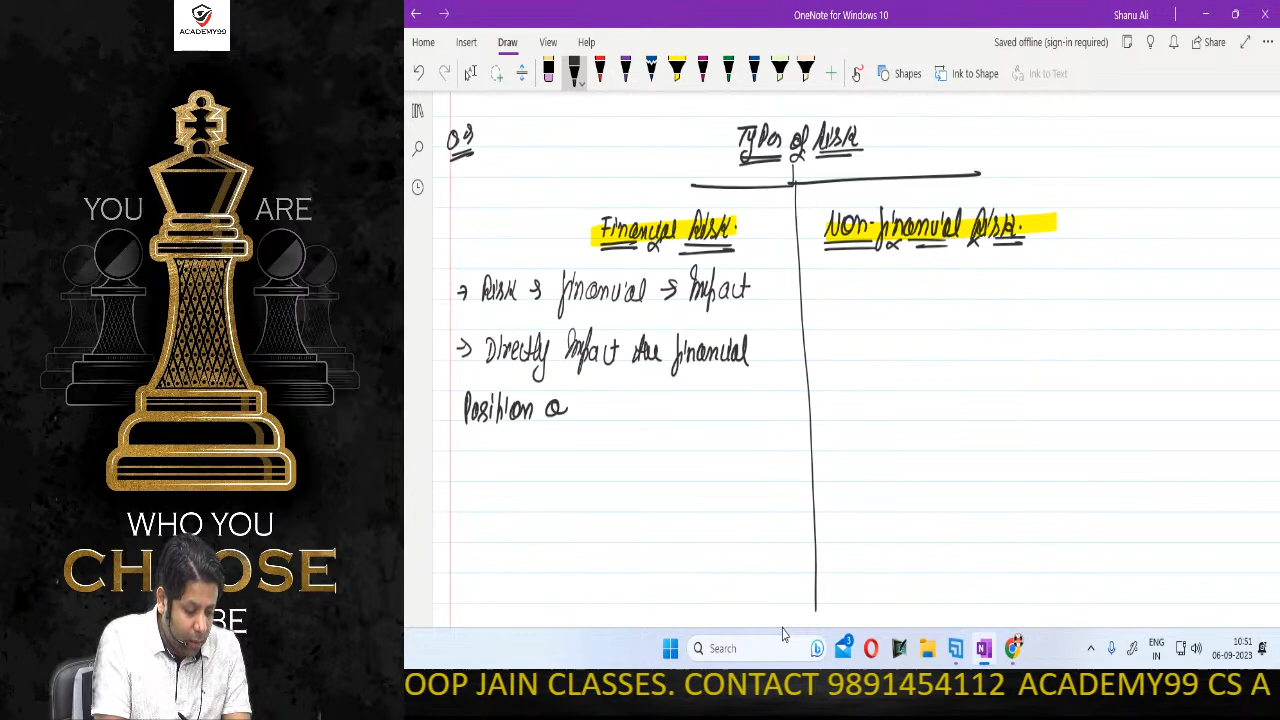 ACADEMY99
YOU ARE
WHO YOU
CHOOSE
BE
OneNote for Windows 10
Shanu Ali
Home Insert Draw View Help
Saved offline (sign-in required)
Share
Shapes
Ink to Shape
Ink to Text
Types of Risk
Financial Risk.
Non-financial Risk.
→ Risk → financial → Impact
→ Directly Impact the financial
Position o
Search
3
ENG
IN
10:51
06-09-2023
OOP JAIN CLASSES. CONTACT 9891454112 ACADEMY99 CS A